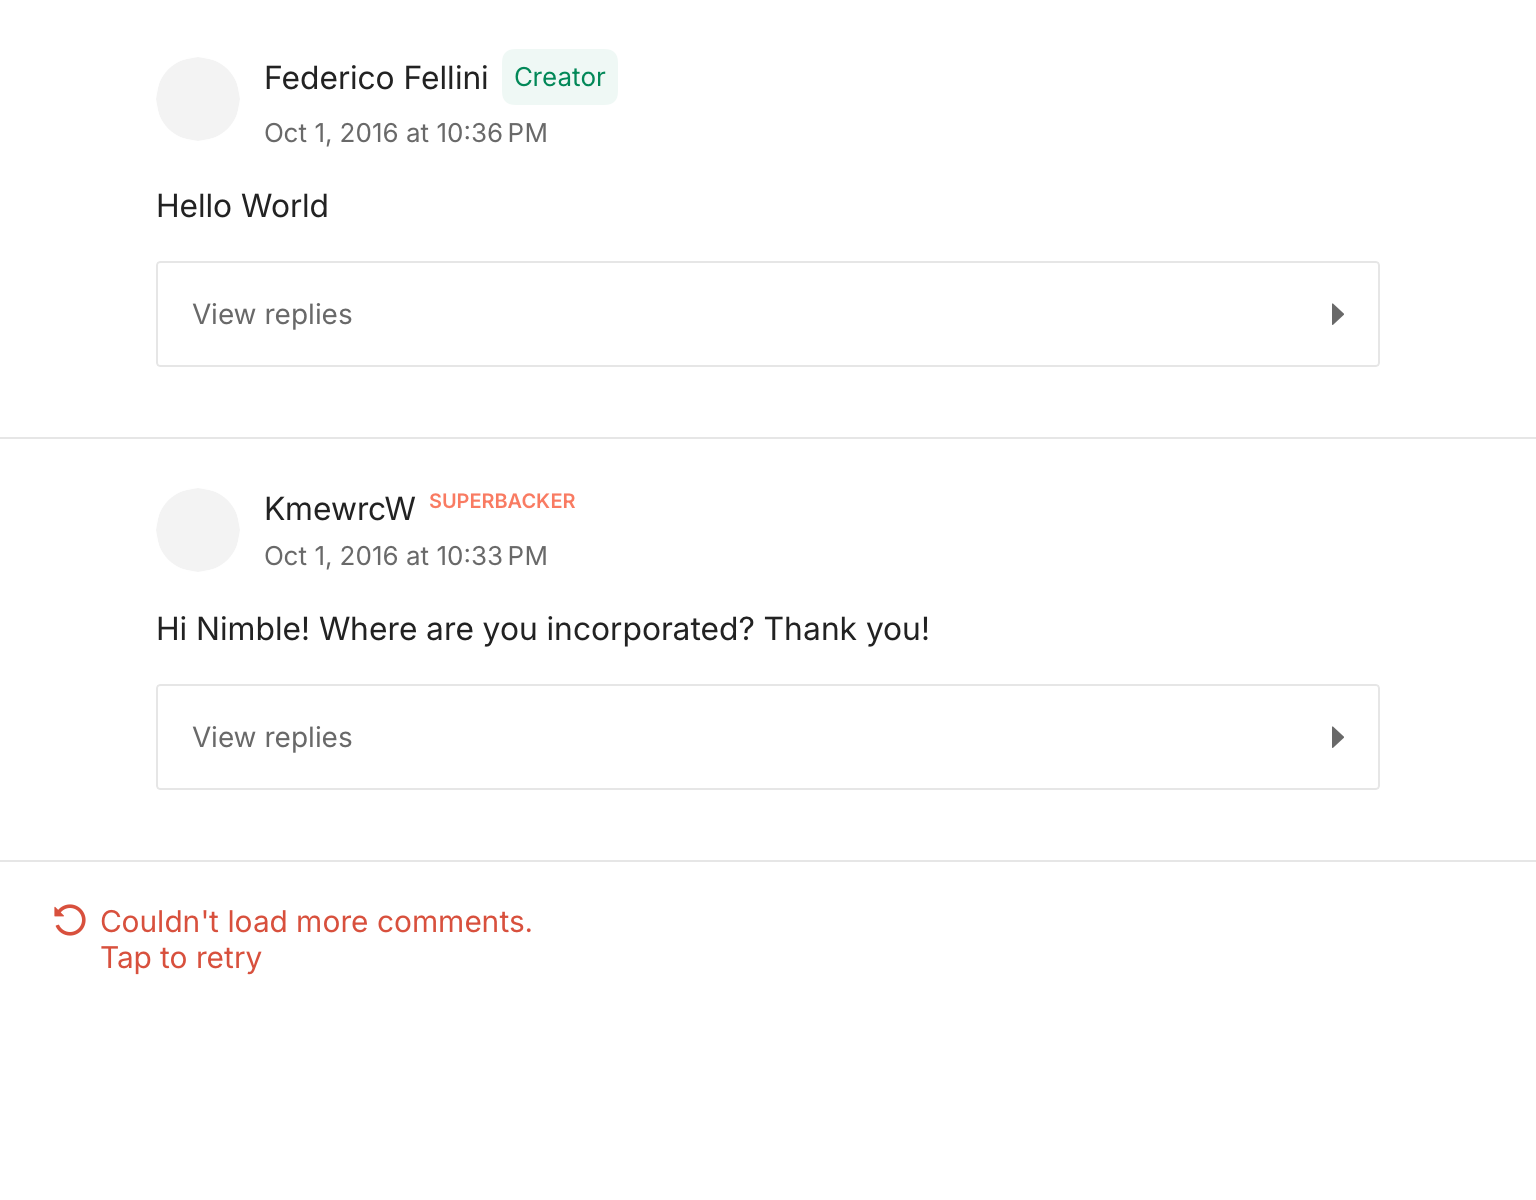 Federico Fellini Creator
Oct 1, 2016 at 10:36 PM
Hello World
View replies
KmewrcW SUPERBACKER
Oct 1, 2016 at 10:33 PM
Hi Nimble! Where are you incorporated? Thank you!
View replies
Couldn't load more comments.
Tap to retry